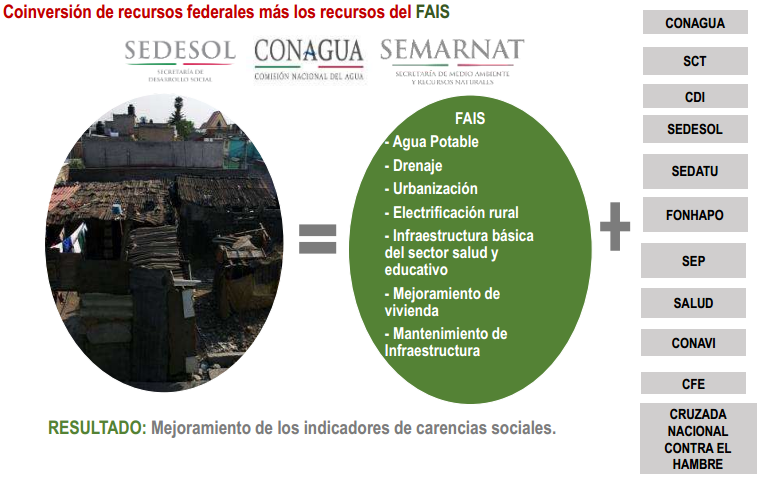 Coinversión de recursos federales más los recursos del FAIS
SEDESOL
SECRETARÍA DE
DESARROLLO SOCIAL
CONAGUA
COMISIÓN NACIONAL DEL AGUA
SEMARNAT
SECRETARÍA DE MEDIO AMBIENTE
Y RECURSOS NATURALES
FAIS
- Agua Potable
- Drenaje
- Urbanización
- Electrificación rural
- Infraestructura básica
del sector salud y
educativo
- Mejoramiento de
vivienda
- Mantenimiento de
Infraestructura
=
+
CONAGUA
SCT
CDI
SEDESOL
SEDATU
FONHAPO
SEP
SALUD
CONAVI
CFE
CRUZADA
NACIONAL
CONTRA EL
HAMBRE
RESULTADO: Mejoramiento de los indicadores de carencias sociales.